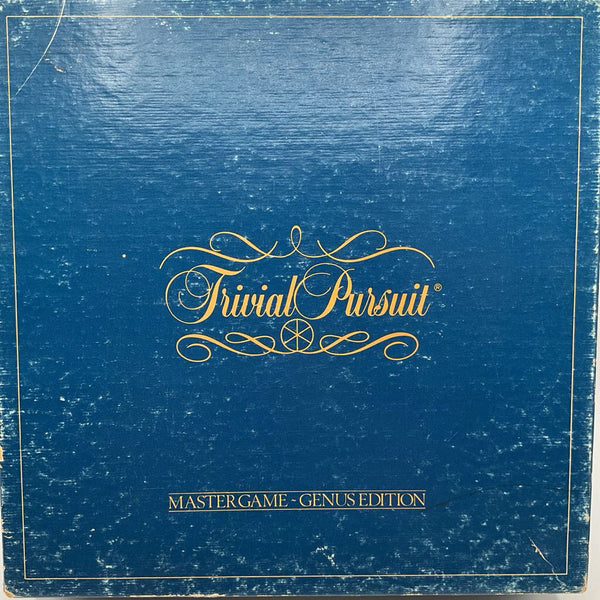 Trivial Pursuit®
MASTER GAME - GENUS EDITION